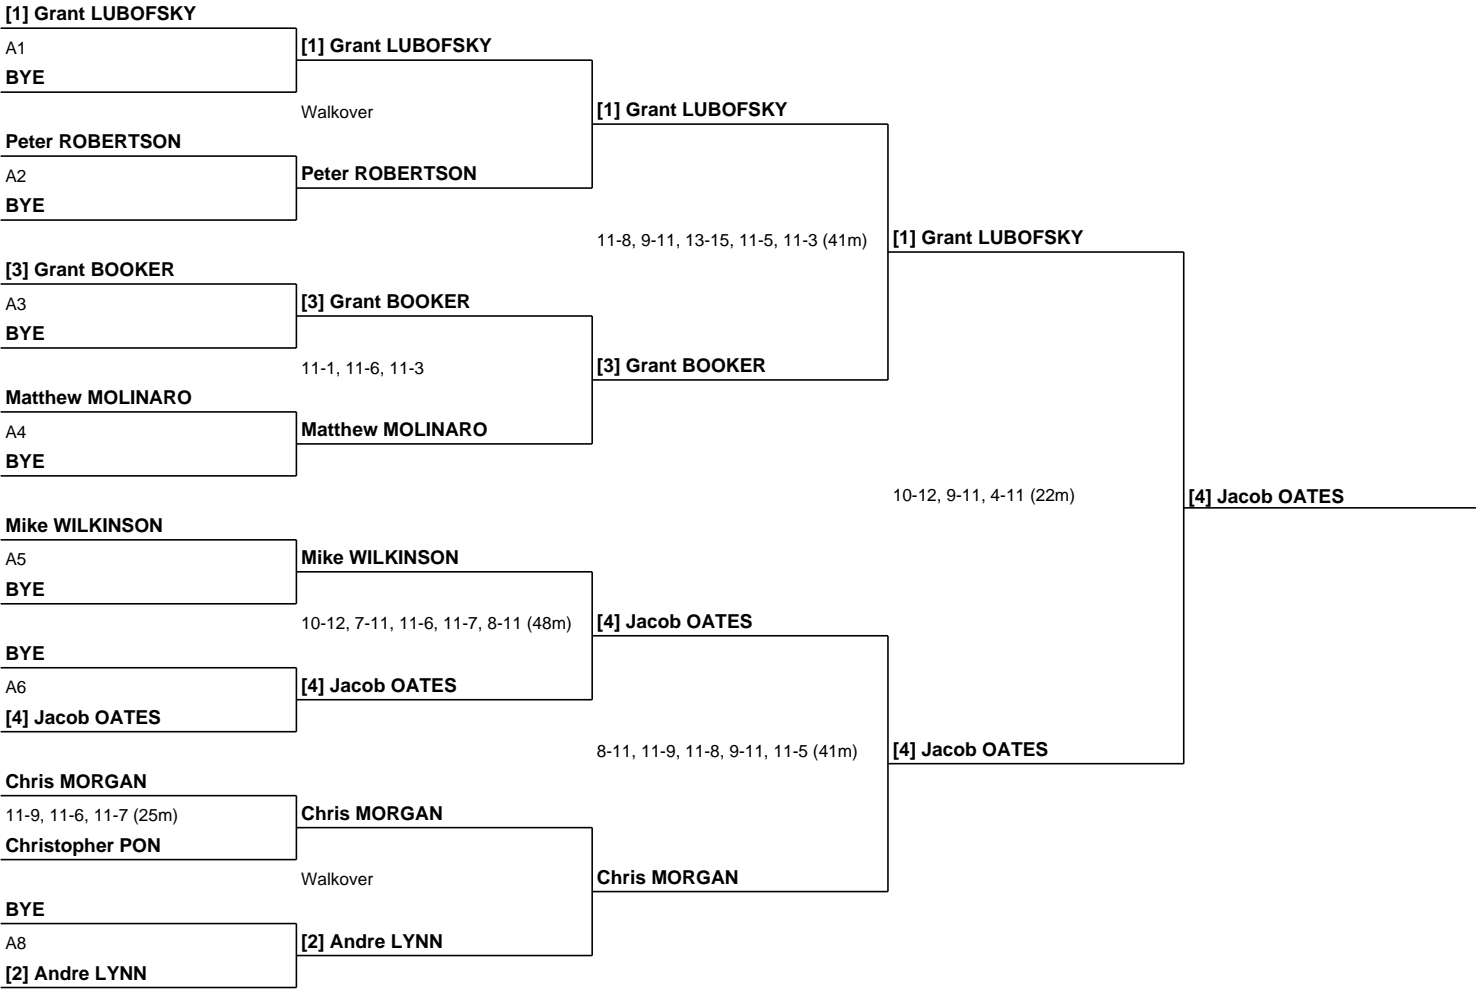 [1] Grant LUBOFSKY
A1
BYE
Peter ROBERTSON
A2
BYE
[3] Grant BOOKER
A3
BYE
Matthew MOLINARO
A4
BYE
Mike WILKINSON
A5
BYE
BYE
A6
[4] Jacob OATES
Chris MORGAN
11-9, 11-6, 11-7 (25m)
Christopher PON
BYE
A8
[2] Andre LYNN
[1] Grant LUBOFSKY
Walkover
Peter ROBERTSON
[3] Grant BOOKER
11-1, 11-6, 11-3
Matthew MOLINARO
Mike WILKINSON
10-12, 7-11, 11-6, 11-7, 8-11 (48m)
[4] Jacob OATES
Chris MORGAN
Walkover
[2] Andre LYNN
[1] Grant LUBOFSKY
11-8, 9-11, 13-15, 11-5, 11-3 (41m)
[3] Grant BOOKER
[4] Jacob OATES
8-11, 11-9, 11-8, 9-11, 11-5 (41m)
Chris MORGAN
[1] Grant LUBOFSKY
10-12, 9-11, 4-11 (22m)
[4] Jacob OATES
[4] Jacob OATES